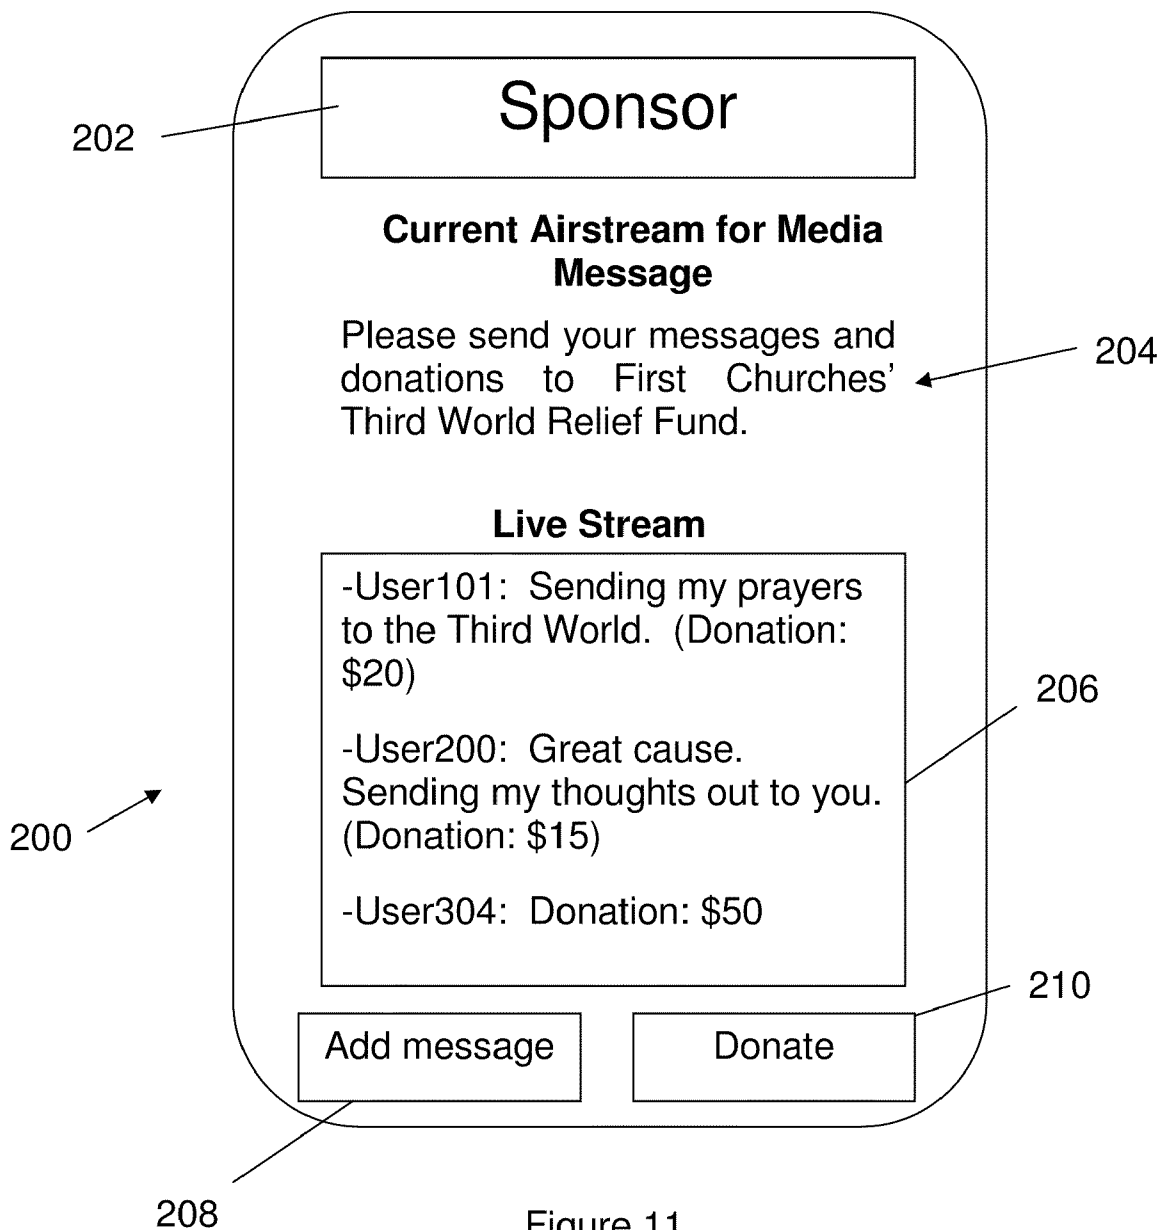 Sponsor
202
Current Airstream for Media
Message
Please send your messages and
donations to First Churches’
Third World Relief Fund.
204
Live Stream
-User101:  Sending my prayers
to the Third World.  (Donation:
$20)
206
-User200:  Great cause.
Sending my thoughts out to you.
(Donation: $15)
200
-User304:  Donation: $50
210
Add message
Donate
208
Figure 11